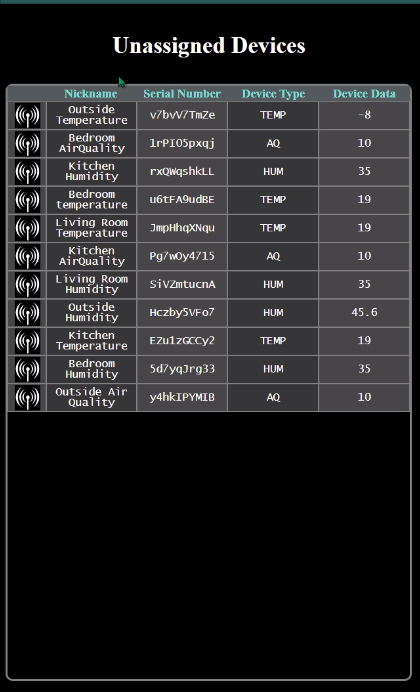 Unassigned Devices
Nickname Serial Number Device Type Device Data
Outside
Temperature v7bvV7TmZe TEMP -8
Bedroom
AirQuality 1rPIO5pxqj AQ 10
Kitchen
Humidity rxQWqshkLL HUM 35
Bedroom
temperature u6tFA9udBE TEMP 19
Living Room
Temperature JmpHhqXNqu TEMP 19
Kitchen
AirQuality Pg7wOy4715 AQ 10
Living Room
Humidity SiVZmtucnA HUM 35
Outside
Humidity Hczby5VFo7 HUM 45.6
Kitchen
Temperature EZu1zGCCy2 TEMP 19
Bedroom
Humidity 5d7yqJrg33 HUM 35
Outside Air
Quality y4hkIPYMIB AQ 10